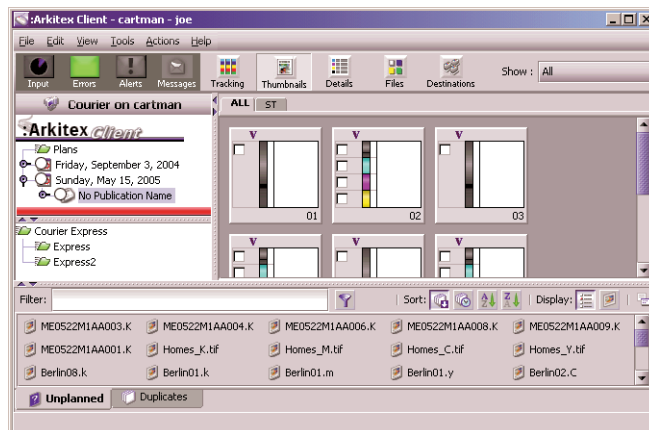 :Arkitex Client - cartman - joe
File Edit View Tools Actions Help
Input Errors Alerts Messages Tracking Thumbnails Details Files Destinations Show : All
Courier on cartman
ALL ST
:Arkitex Client
Plans
Friday, September 3, 2004
Sunday, May 15, 2005
No Publication Name
V V V
01 02 03
Courier Express
Express
Express2
V V V
Filter: Sort: Display:
ME0522M1AA003.K ME0522M1AA004.K ME0522M1AA006.K ME0522M1AA008.K ME0522M1AA009.K
ME0522M1AA001.K Homes_K.tif Homes_M.tif Homes_C.tif Homes_Y.tif
Berlin08.k Berlin01.k Berlin01.m Berlin01.y Berlin02.C
Unplanned Duplicates